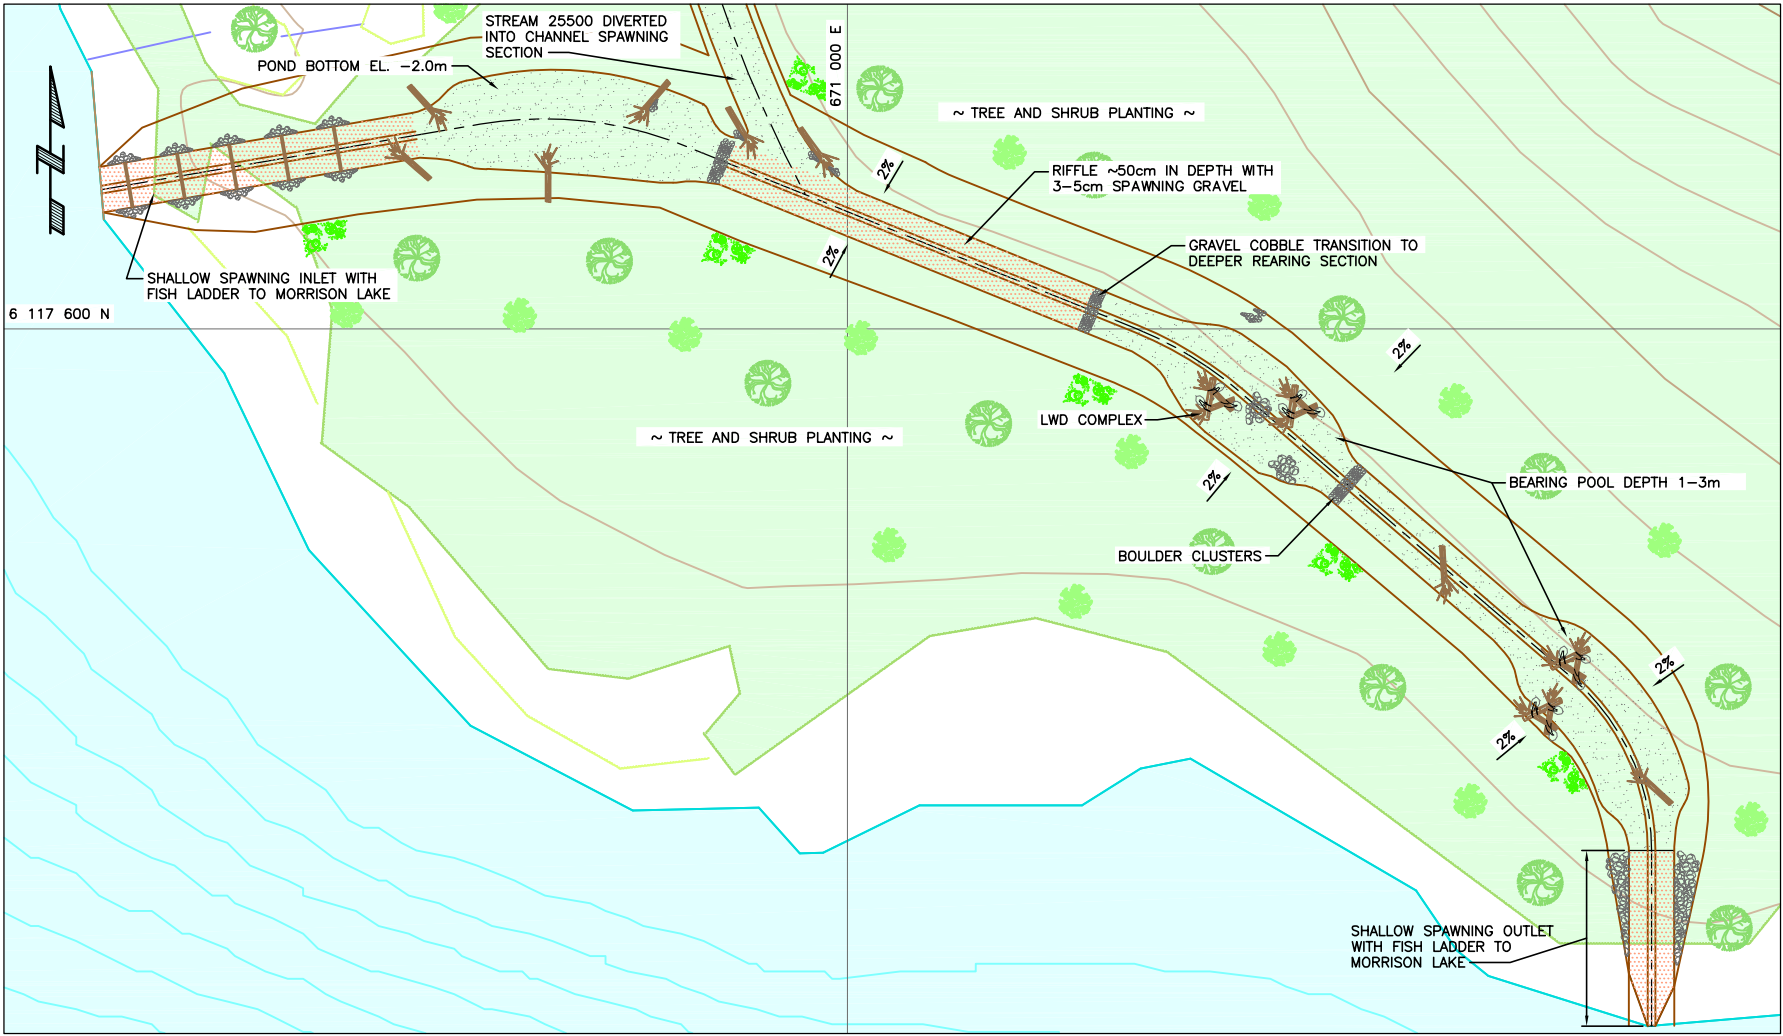 STREAM 25500 DIVERTED
INTO CHANNEL SPAWNING
SECTION
POND BOTTOM EL. -2.0m
671 000 E
~ TREE AND SHRUB PLANTING ~
2%
RIFFLE ~50cm IN DEPTH WITH
3-5cm SPAWNING GRAVEL
N
2%
GRAVEL COBBLE TRANSITION TO
DEEPER REARING SECTION
SHALLOW SPAWNING INLET WITH
FISH LADDER TO MORRISON LAKE
6 117 600 N
2%
LWD COMPLEX
~ TREE AND SHRUB PLANTING ~
2%
BEARING POOL DEPTH 1-3m
BOULDER CLUSTERS
2%
2%
SHALLOW SPAWNING OUTLET
WITH FISH LADDER TO
MORRISON LAKE